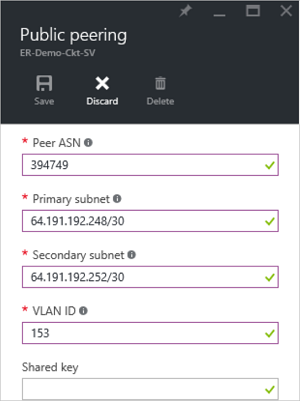 Public peering
ER-Demo-Ckt-SV
Save Discard Delete
* Peer ASN
394749
* Primary subnet
64.191.192.248/30
* Secondary subnet
64.191.192.252/30
* VLAN ID
153
Shared key